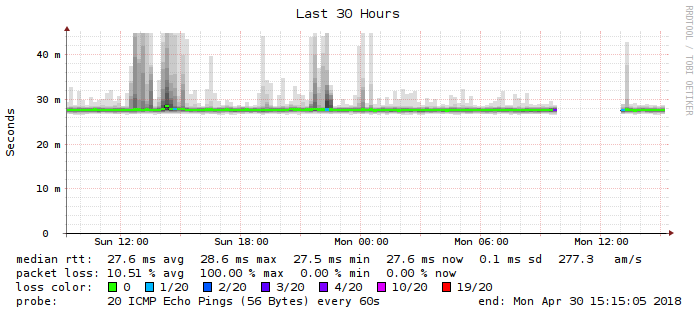 Last 30 Hours
RRDTOOL / TOBI OETIKER
Seconds
40 m
30 m
20 m
10 m
0
Sun 12:00 Sun 18:00 Mon 00:00 Mon 06:00 Mon 12:00
median rtt: 27.6 ms avg 28.6 ms max 27.5 ms min 27.6 ms now 0.1 ms sd 277.3 am/s
packet loss: 10.51 % avg 100.00 % max 0.00 % min 0.00 % now
loss color: 0 1/20 2/20 3/20 4/20 10/20 19/20
probe: 20 ICMP Echo Pings (56 Bytes) every 60s end: Mon Apr 30 15:15:05 2018